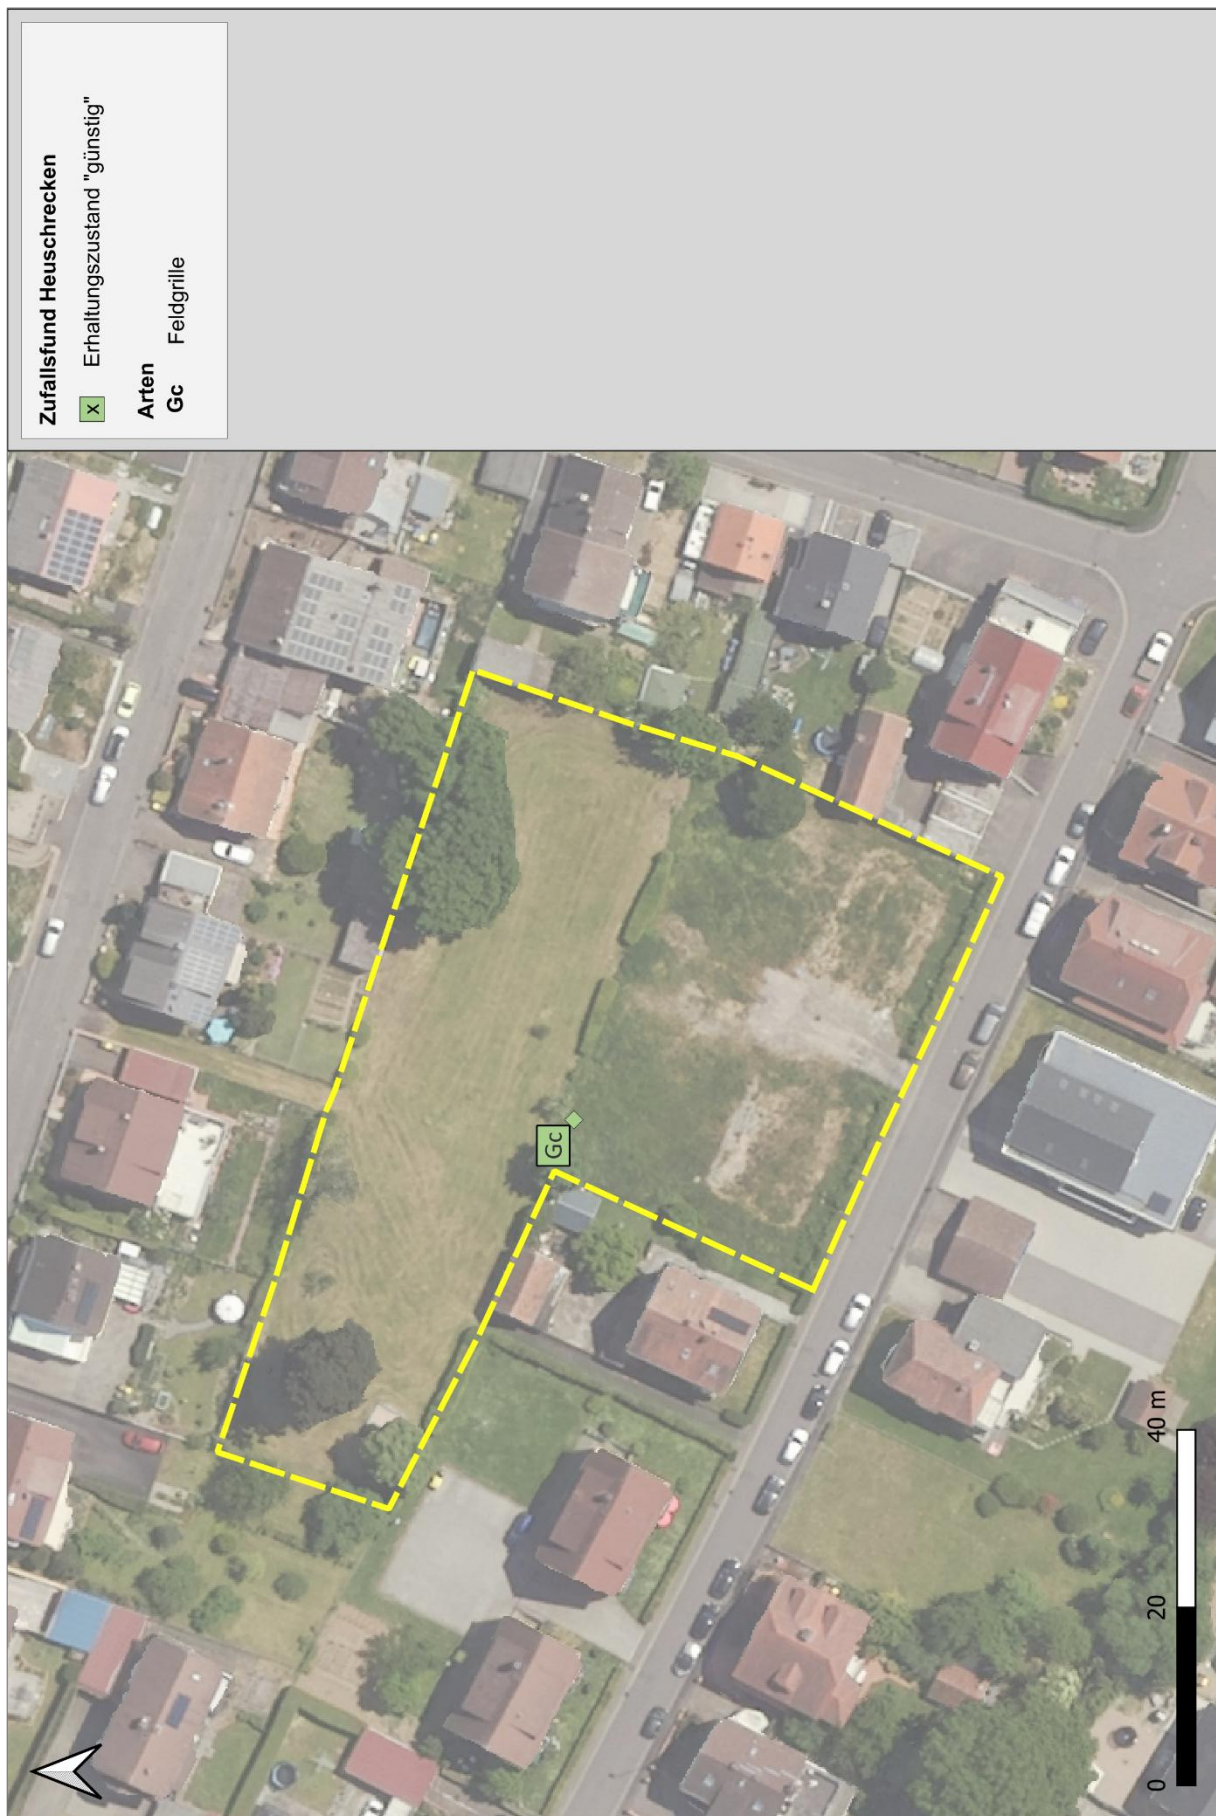 Zufallsfund Heuschrecken
x Erhaltungszustand "günstig"
Arten
Gc Feldgrille
Gc
0 20 40 m